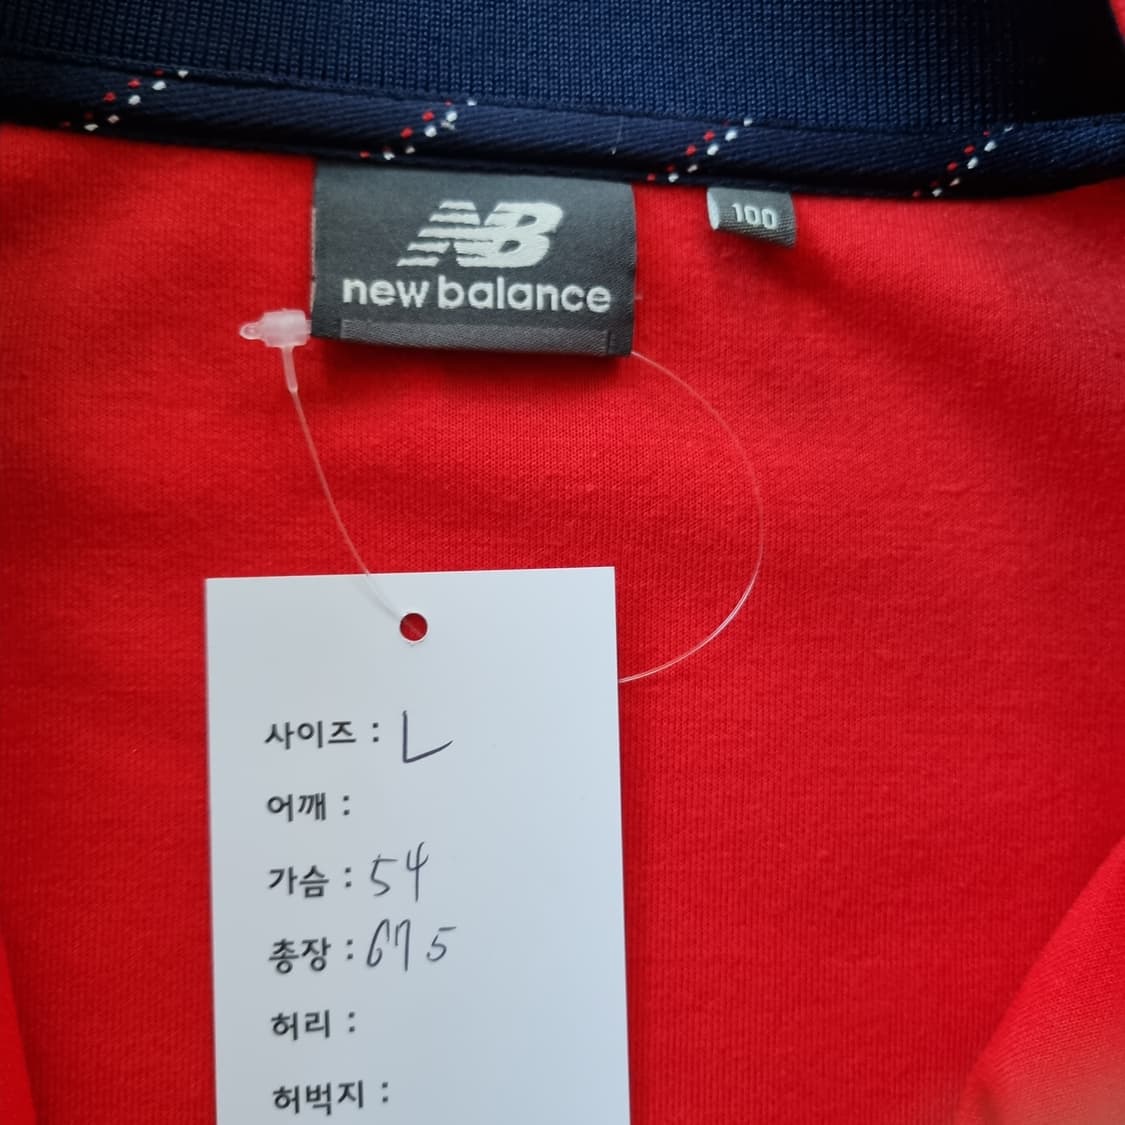 NB
new balance
100
사이즈 : L
어깨 :
가슴 : 54
총장 : 67 5
허리 :
허벅지 :